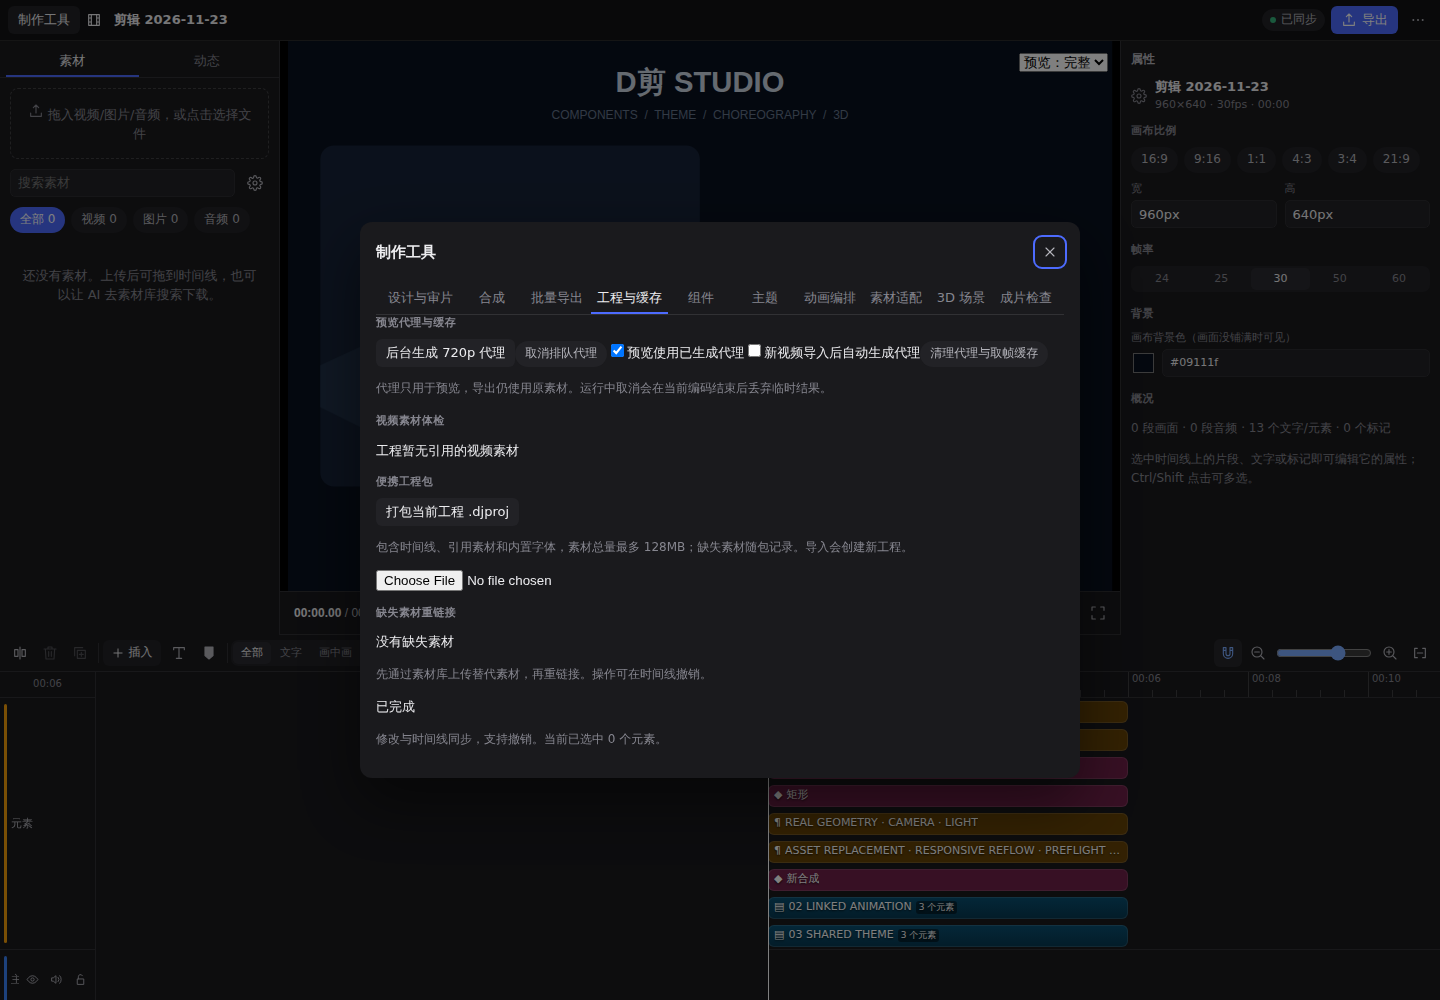 制作工具
剪辑 2026-11-23
已同步
导出
素材
动态
拖入视频/图片/音频，或点击选择文
件
搜索素材
全部 0
视频 0
图片 0
音频 0
还没有素材。上传后可拖到时间线，也可
以让 AI 去素材库搜索下载。
预览：完整
D剪 STUDIO
COMPONENTS / THEME / CHOREOGRAPHY / 3D
属性
剪辑 2026-11-23
960×640 · 30fps · 00:00
画布比例
16:9
9:16
1:1
4:3
3:4
21:9
宽
高
960px
640px
帧率
24
25
30
50
60
背景
画布背景色（画面没铺满时可见）
#09111f
概况
0 段画面 · 0 段音频 · 13 个文字/元素 · 0 个标记
选中时间线上的片段、文字或标记即可编辑它的属性；
Ctrl/Shift 点击可多选。
制作工具
设计与审片
合成
批量导出
工程与缓存
组件
主题
动画编排
素材适配
3D 场景
成片检查
预览代理与缓存
后台生成 720p 代理
取消排队代理
预览使用已生成代理
新视频导入后自动生成代理
清理代理与取帧缓存
代理只用于预览，导出仍使用原素材。运行中取消会在当前编码结束后丢弃临时结果。
视频素材体检
工程暂无引用的视频素材
便携工程包
打包当前工程 .djproj
包含时间线、引用素材和内置字体，素材总量最多 128MB；缺失素材随包记录。导入会创建新工程。
Choose File No file chosen
缺失素材重链接
没有缺失素材
先通过素材库上传替代素材，再重链接。操作可在时间线撤销。
已完成
修改与时间线同步，支持撤销。当前已选中 0 个元素。
00:00.00 / 00
插入
全部
文字
画中画
00:06
00:06
00:08
00:10
元素
矩形
REAL GEOMETRY · CAMERA · LIGHT
ASSET REPLACEMENT · RESPONSIVE REFLOW · PREFLIGHT ...
新合成
02 LINKED ANIMATION 3 个元素
03 SHARED THEME 3 个元素